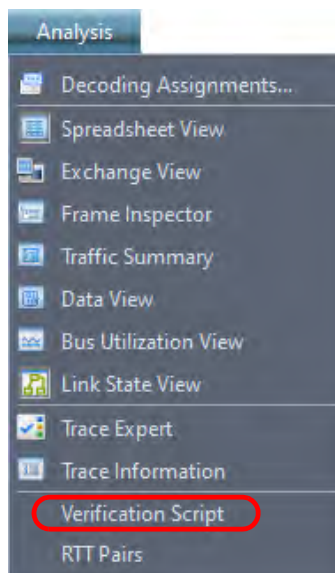 Analysis
Decoding Assignments...
Spreadsheet View
Exchange View
Frame Inspector
Traffic Summary
Data View
Bus Utilization View
Link State View
Trace Expert
Trace Information
Verification Script
RTT Pairs